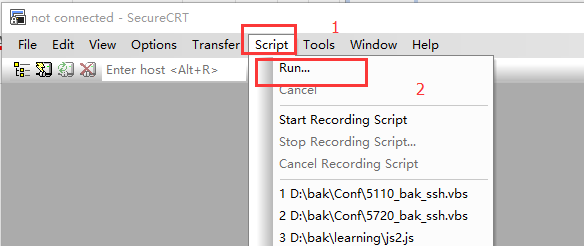 not connected - SecureCRT
1
File Edit View Options Transfer Script Tools Window Help
Enter host <Alt+R>
Run...
Cancel
2
Start Recording Script
Stop Recording Script...
Cancel Recording Script
1 D:\bak\Conf\5110_bak_ssh.vbs
2 D:\bak\Conf\5720_bak_ssh.vbs
3 D:\bak\learning\js2.js